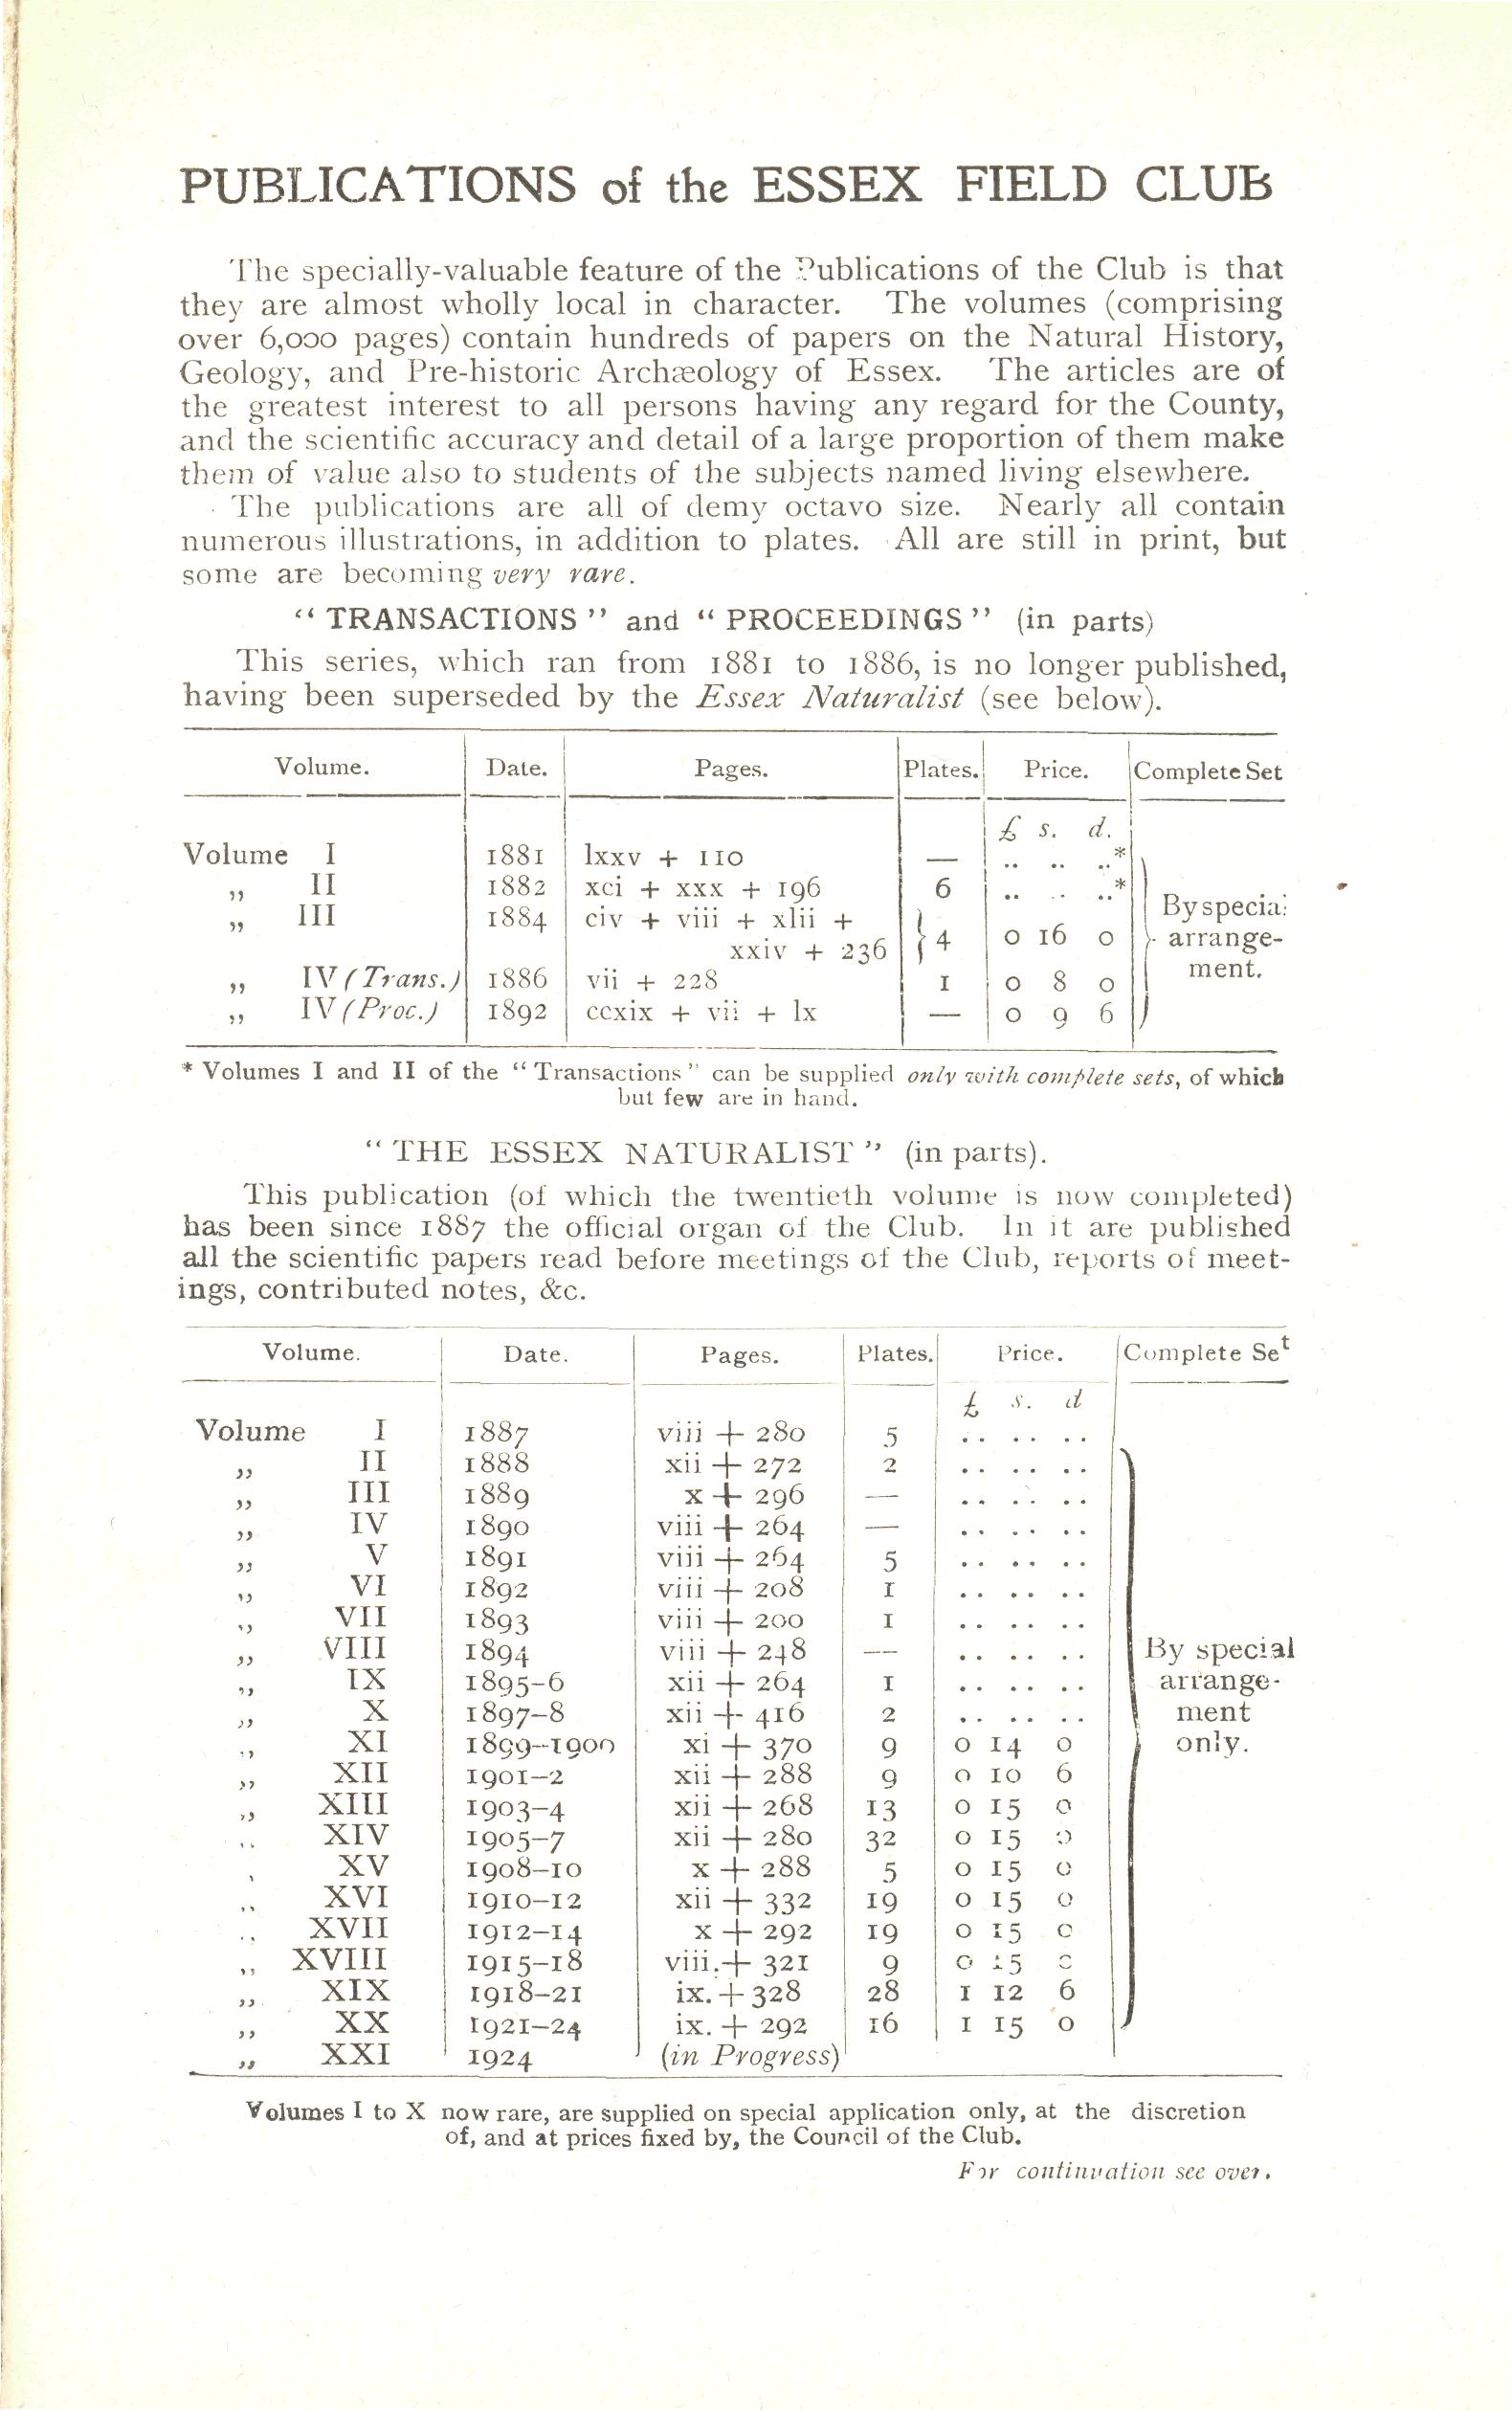 PUBLICATIONS of the ESSEX FIELD CLUB
The specially-valuable feature of the Publications of the Club is that
they are almost wholly local in character. The volumes (comprising
over 6,000 pages) contain hundreds of papers on the Natural History,
Geology, and Pre-historic Archæology of Essex. The articles are of
the greatest interest to all persons having any regard for the County,
and the scientific accuracy and detail of a large proportion of them make
them of value also to students of the subjects named living elsewhere.
The publications are all of demy octavo size. Nearly all contain
numerous illustrations, in addition to plates. All are still in print, but
some are becoming very rare.
“ TRANSACTIONS ” and “ PROCEEDINGS ” (in parts)
This series, which ran from 1881 to 1886, is no longer published,
having been superseded by the Essex Naturalist (see below).
Volume. Date. Pages. Plates. Price. Complete Set
£ s. d.
Volume I 1881 lxxv + 110 — .. .. ..*
„ II 1882 xci + xxx + 196 6 .. .. ..*
„ III 1884 civ + viii + xlii +
xxiv + 236 4 0 16 0
„ IV (Trans.) 1886 vii + 228 1 0 8 0
„ IV (Proc.) 1892 ccxix + vii + lx — 0 9 6
By special
arrange-
ment.
* Volumes I and II of the “ Transactions ” can be supplied only with complete sets, of which
but few are in hand.
“ THE ESSEX NATURALIST ” (in parts).
This publication (of which the twentieth volume is now completed)
has been since 1887 the official organ of the Club. In it are published
all the scientific papers read before meetings of the Club, reports of meet-
ings, contributed notes, &c.
Volume. Date. Pages. Plates. Price. Complete Set
£ s. d
Volume I 1887 viii + 280 5 .. .. ..
„ II 1888 xii + 272 2 .. .. ..
„ III 1889 x + 296 — .. .. ..
„ IV 1890 viii + 264 — .. .. ..
„ V 1891 viii + 264 5 .. .. ..
„ VI 1892 viii + 208 1 .. .. ..
„ VII 1893 viii + 200 1 .. .. ..
„ VIII 1894 viii + 248 — .. .. ..
„ IX 1895-6 xii + 264 1 .. .. ..
„ X 1897-8 xii + 416 2 .. .. ..
„ XI 1899-1900 xi + 370 9 0 14 0
„ XII 1901-2 xii + 288 9 0 10 6
„ XIII 1903-4 xii + 268 13 0 15 0
„ XIV 1905-7 xii + 280 32 0 15 0
„ XV 1908-10 x + 288 5 0 15 0
„ XVI 1910-12 xii + 332 19 0 15 0
„ XVII 1912-14 x + 292 19 0 15 0
„ XVIII 1915-18 viii. + 321 9 0 15 0
„ XIX 1918-21 ix. + 328 28 1 12 6
„ XX 1921-24 ix. + 292 16 1 15 0
„ XXI 1924 (in Progress)
By special
arrange-
ment
only.
Volumes I to X now rare, are supplied on special application only, at the discretion
of, and at prices fixed by, the Council of the Club.
For continuation see over.